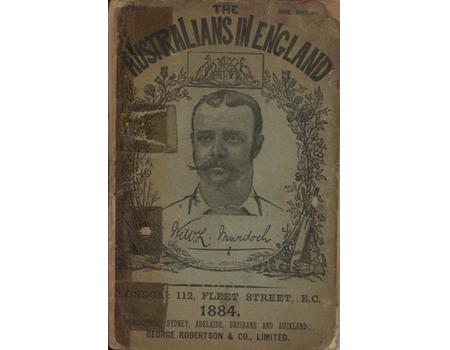 THE
AUSTRALIANS IN ENGLAND
W. L. Murdoch
LONDON: 112, FLEET STREET, E.C.
1884.
SYDNEY, ADELAIDE, BRISBANE AND AUCKLAND:
GEORGE ROBERTSON & CO., LIMITED.